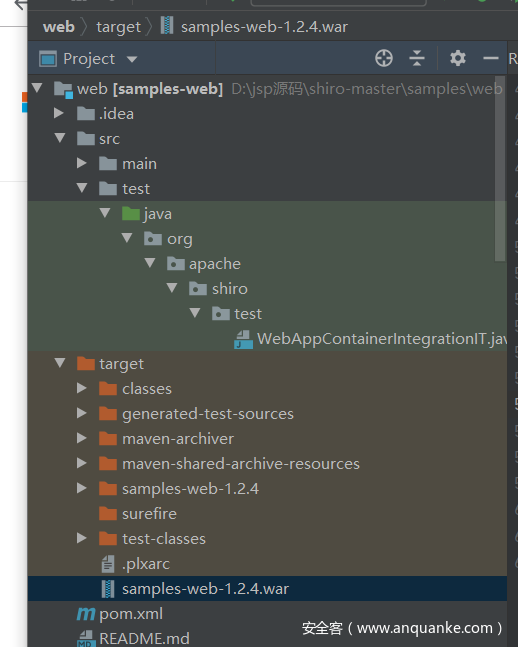 web target samples-web-1.2.4.war
Project
web [samples-web] D:\jsp源码\shiro-master\samples\web
.idea
src
main
test
java
org
apache
shiro
test
WebAppContainerIntegrationIT.jav
target
classes
generated-test-sources
maven-archiver
maven-shared-archive-resources
samples-web-1.2.4
surefire
test-classes
.plxarc
samples-web-1.2.4.war
pom.xml
README.md
安全客（www.anquanke.com）